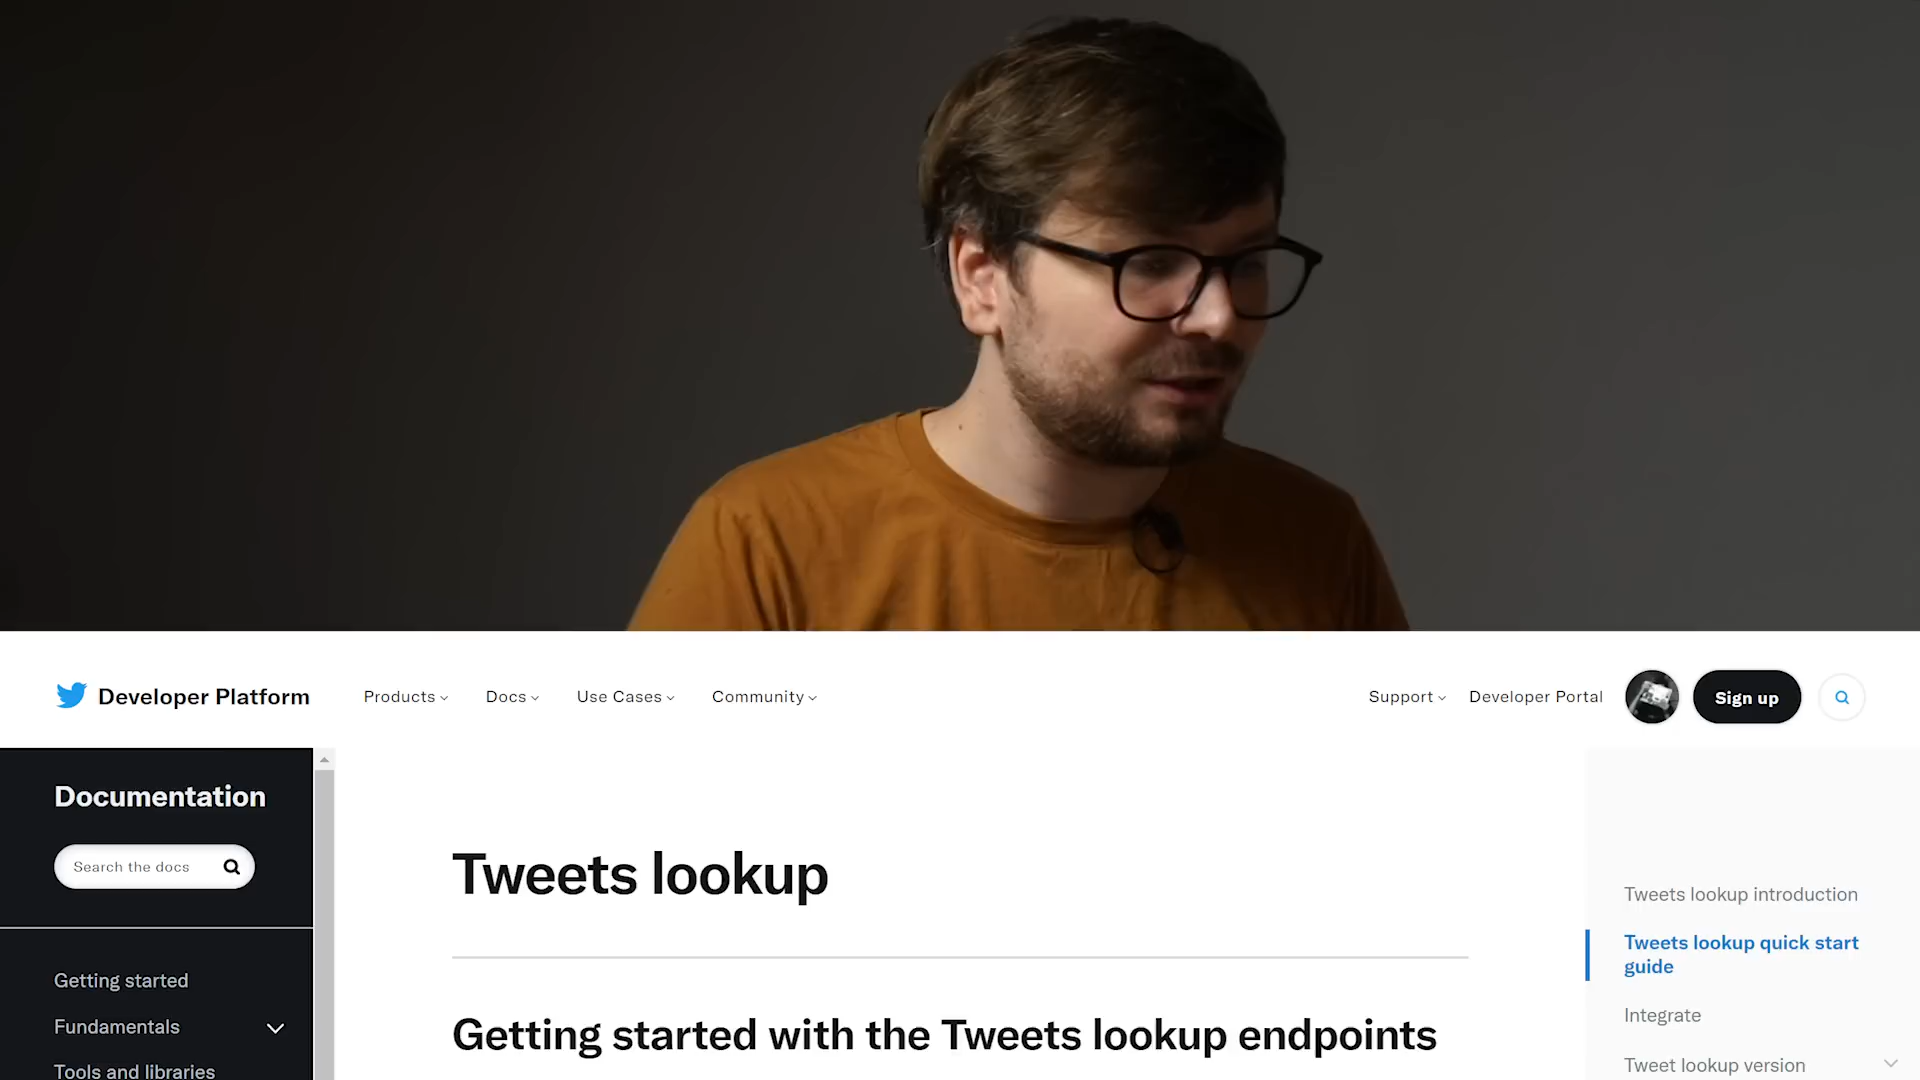 Developer Platform
Products
Docs
Use Cases
Community
Support
Developer Portal
Sign up
Documentation
Search the docs
Getting started
Fundamentals
Tools and libraries
Tweets lookup
Getting started with the Tweets lookup endpoints
Tweets lookup introduction
Tweets lookup quick start
guide
Integrate
Tweet lookup version